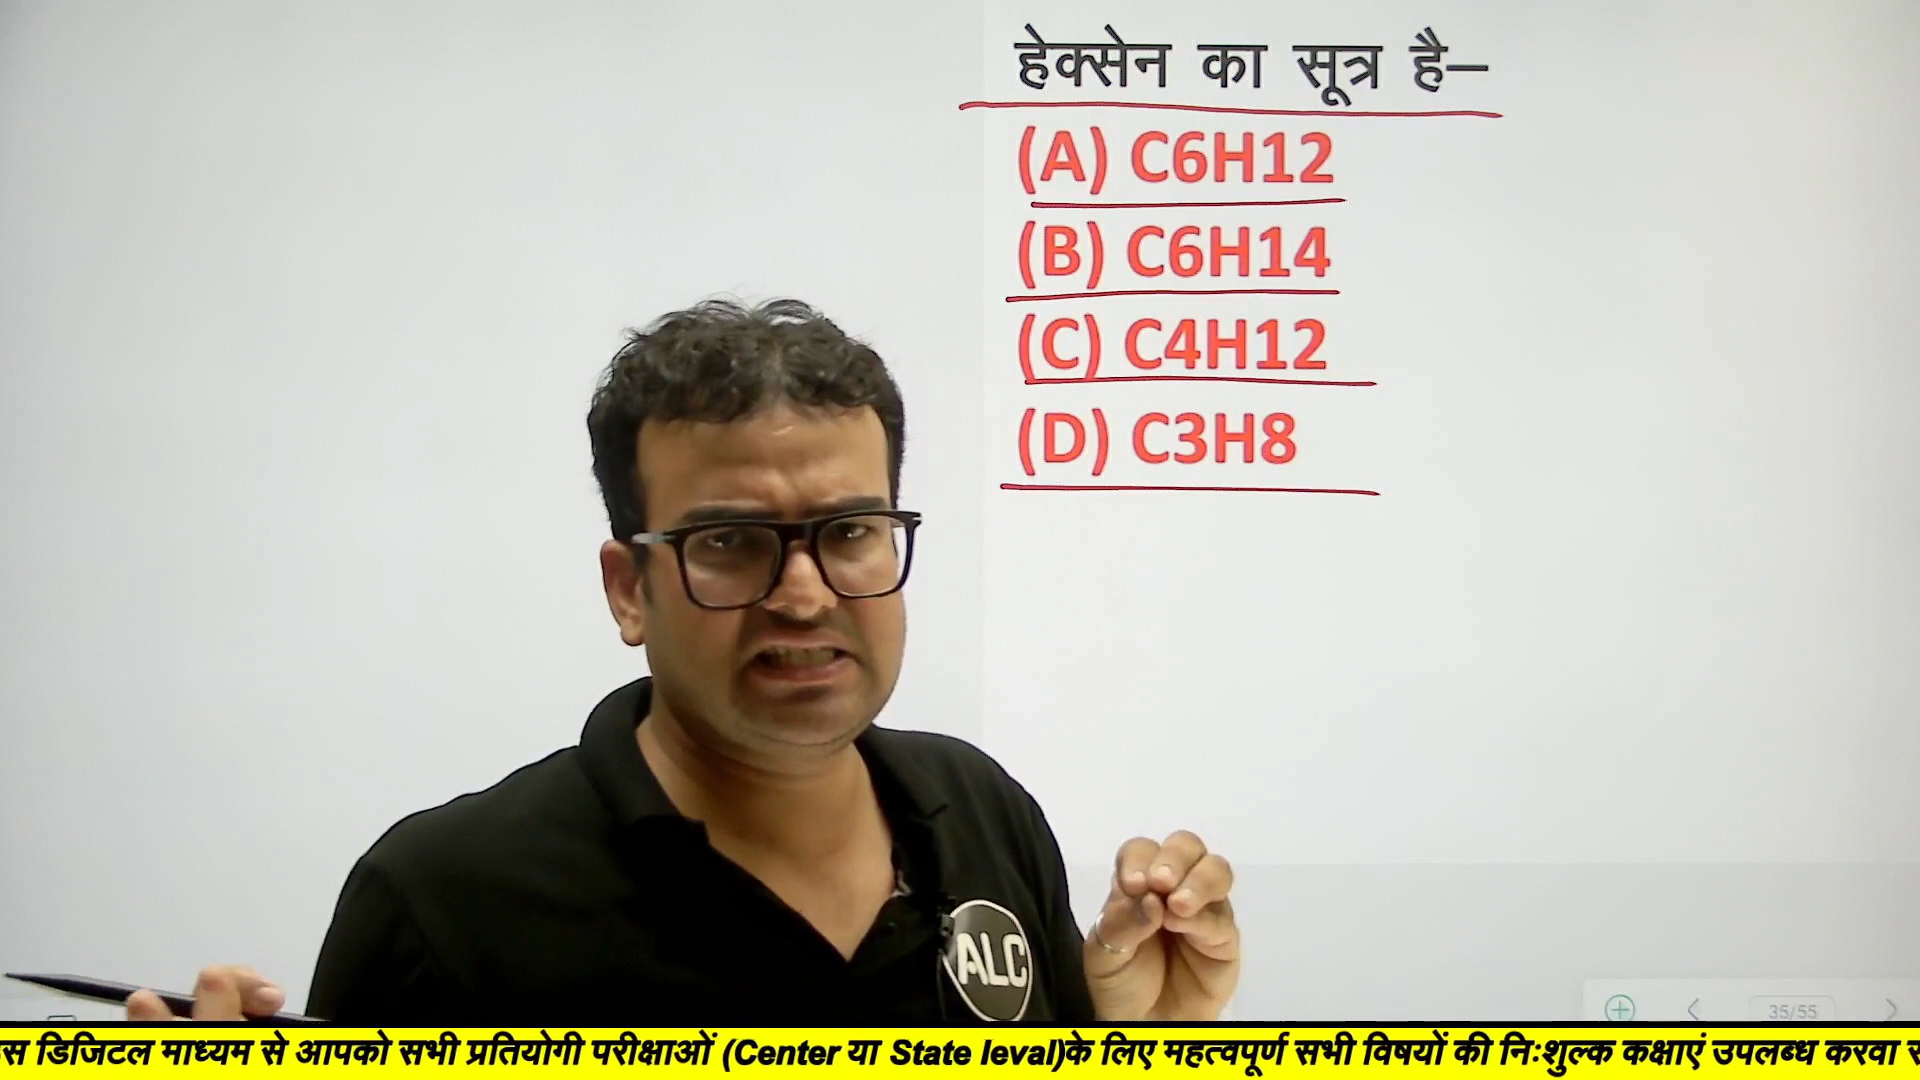 हेक्सेन का सूत्र है–
(A) C6H12
(B) C6H14
(C) C4H12
(D) C3H8
ALC
35/55
डिजिटल माध्यम से आपको सभी प्रतियोगी परीक्षाओं (Center या State leval)के लिए महत्वपूर्ण सभी विषयों की निःशुल्क कक्षाएं उपलब्ध करवा